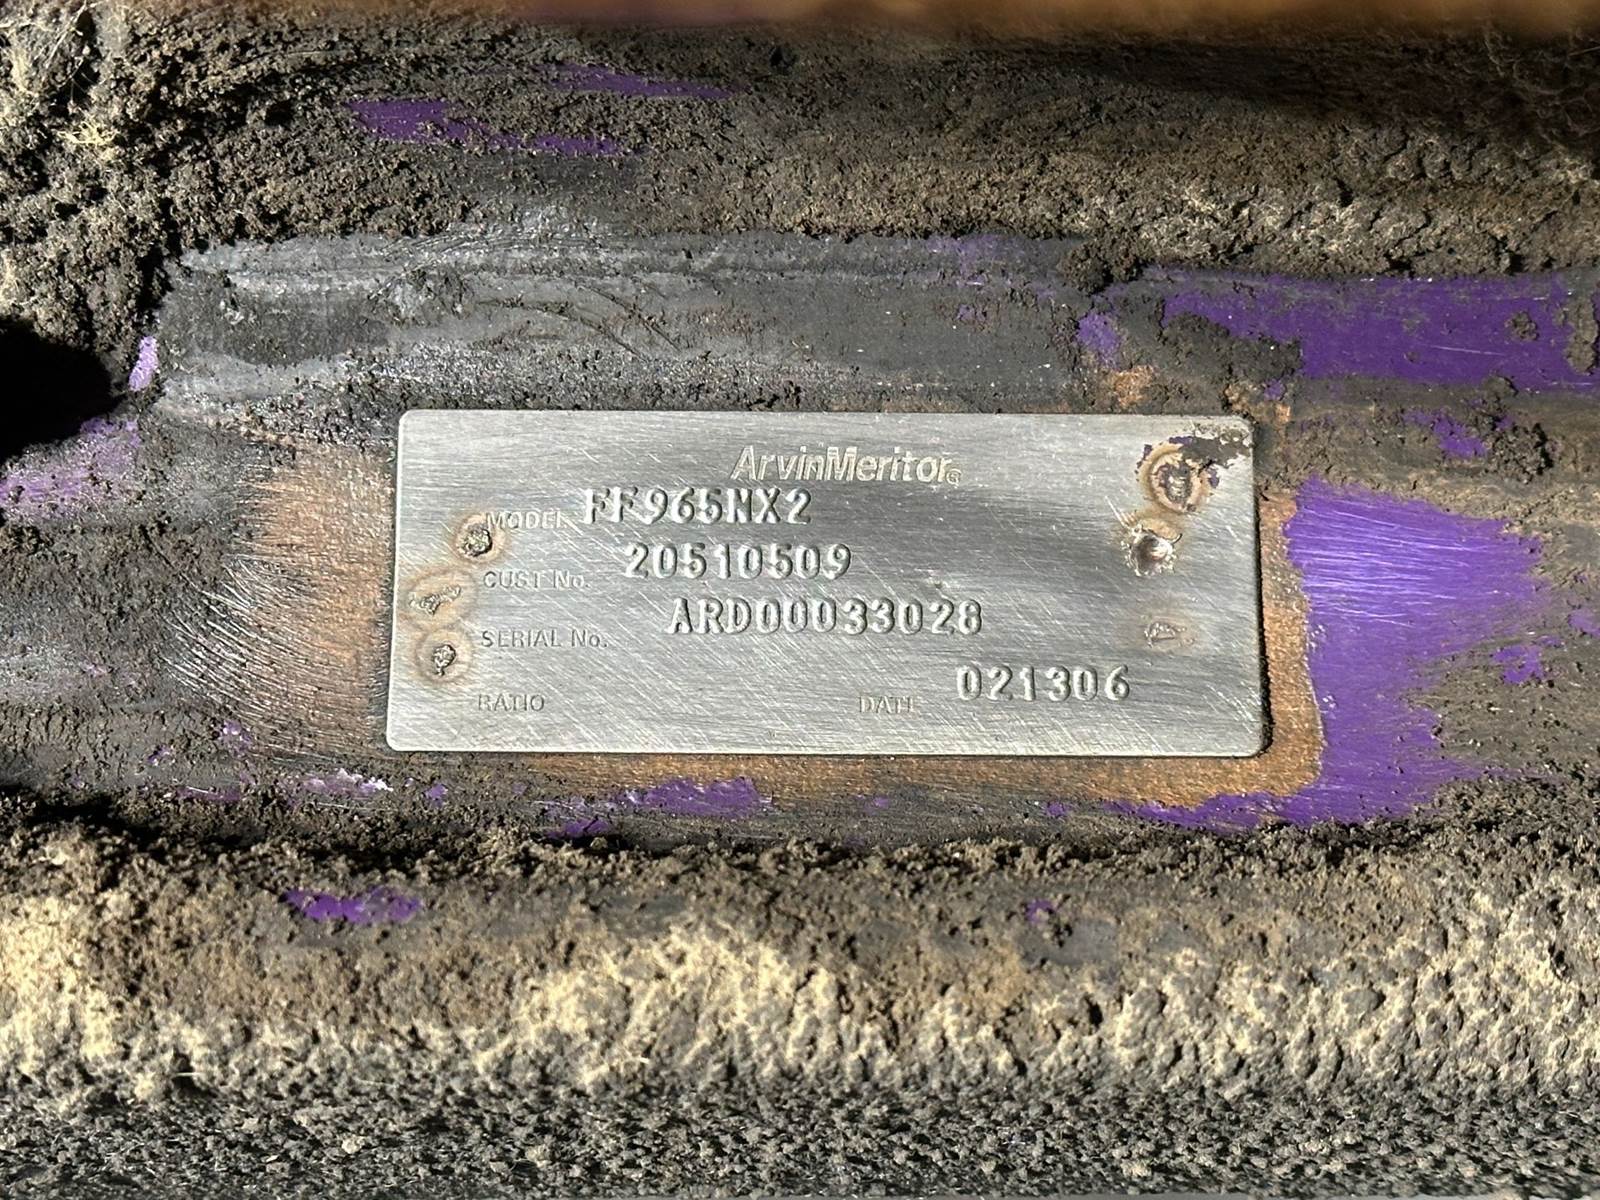 ArvinMeritor
MODEL FF965NX2
CUST No. 20510509
SERIAL No. ARD00033028
RATIO DATE 021306